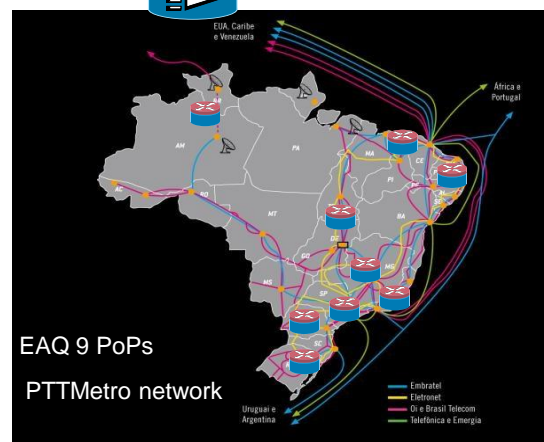 EUA, Caribe
e Venezuela
África e
Portugal
AM
PA
MA
CE
PI
AC
RO
MT
BA
GO
MS
MG
SP
SC
EAQ 9 PoPs
PTTMetro network
Uruguai e
Argentina
Embratel
Eletronet
Oi e Brasil Telecom
Telefônica e Emergia